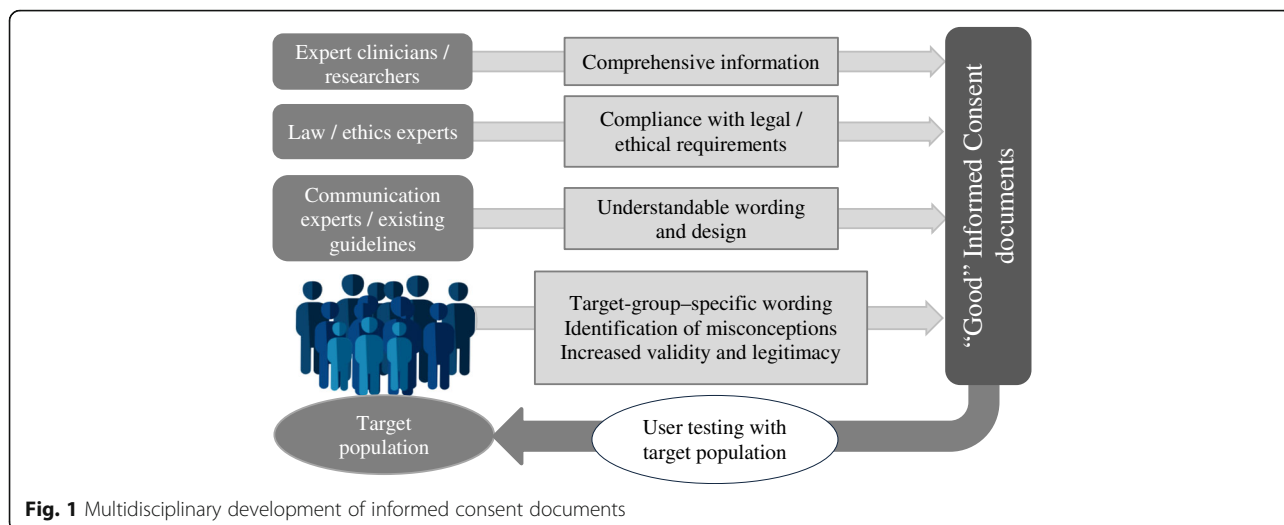 Expert clinicians /
researchers
Comprehensive information
Law / ethics experts
Compliance with legal /
ethical requirements
Communication
experts / existing
guidelines
Understandable wording
and design
Target-group–specific wording
Identification of misconceptions
Increased validity and legitimacy
“Good” Informed Consent
documents
Target
population
User testing with
target population
Fig. 1 Multidisciplinary development of informed consent documents